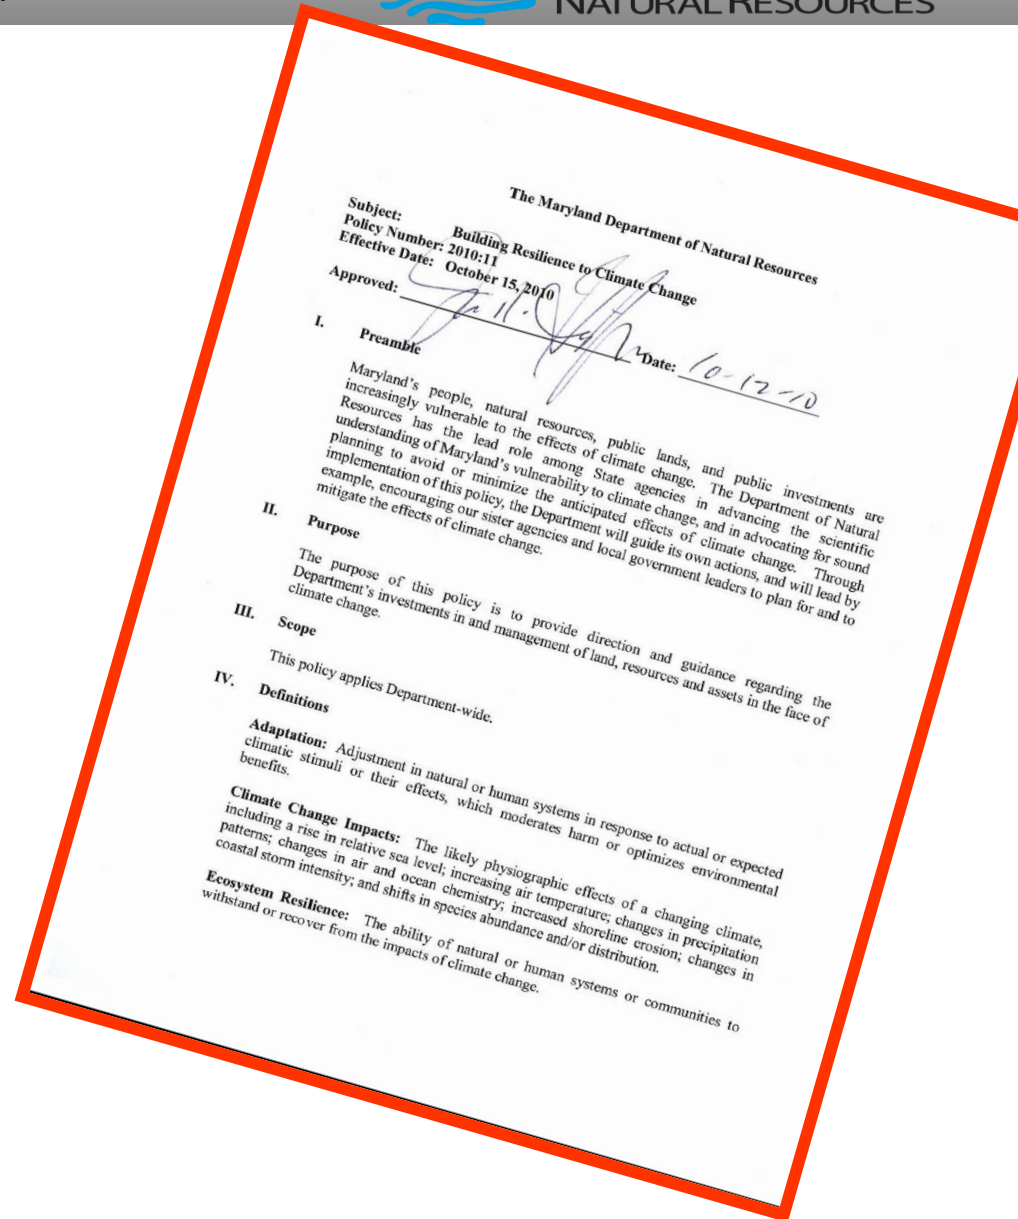 NATURAL RESOURCES
The Maryland Department of Natural Resources
Subject: Building Resilience to Climate Change
Policy Number: 2010:11
Effective Date: October 15, 2010
Approved: Date: 10-12-10
I. Preamble
Maryland's people, natural resources, public lands, and public investments are
increasingly vulnerable to the effects of climate change. The Department of Natural
Resources has the lead role among State agencies in advancing the scientific
understanding of Maryland's vulnerability to climate change, and in advocating for sound
planning to avoid or minimize the anticipated effects of climate change. Through
implementation of this policy, the Department will guide its own actions, and will lead by
example, encouraging our sister agencies and local government leaders to plan for and to
mitigate the effects of climate change.
II. Purpose
The purpose of this policy is to provide direction and guidance regarding the
Department's investments in and management of land, resources and assets in the face of
climate change.
III. Scope
This policy applies Department-wide.
IV. Definitions
Adaptation: Adjustment in natural or human systems in response to actual or expected
climatic stimuli or their effects, which moderates harm or optimizes environmental
benefits.
Climate Change Impacts: The likely physiographic effects of a changing climate,
including a rise in relative sea level; increasing air temperature; changes in precipitation
patterns; changes in air and ocean chemistry; increased shoreline erosion; changes in
coastal storm intensity; and shifts in species abundance and/or distribution.
Ecosystem Resilience: The ability of natural or human systems or communities to
withstand or recover from the impacts of climate change.